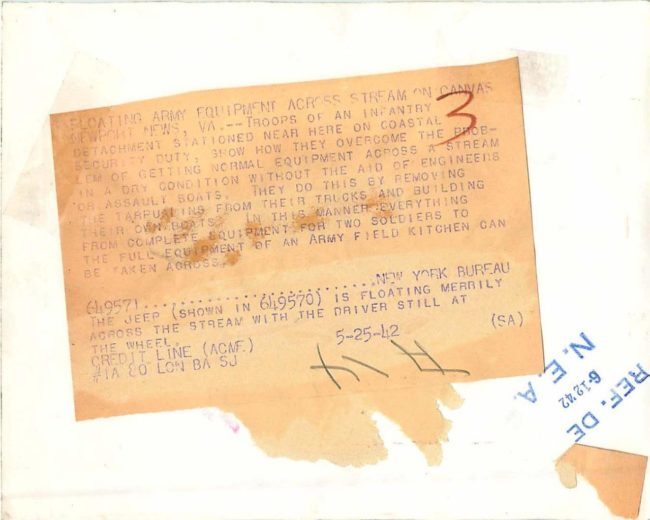 FLOATING ARMY EQUIPMENT ACROSS STREAM ON CANVAS
NEWPORT NEWS, VA.-- TROOPS OF AN INFANTRY
DETACHMENT STATIONED NEAR HERE ON COASTAL
SECURITY DUTY, SHOW HOW THEY OVERCOME THE PROB-
LEM OF GETTING NORMAL EQUIPMENT ACROSS A STREAM
IN A DRY CONDITION WITHOUT THE AID OF ENGINEERS
OR ASSAULT BOATS. THEY DO THIS BY REMOVING
THE TARPAULINS FROM THEIR TRUCKS AND BUILDING
THEIR OWN BOATS. IN THIS MANNER EVERYTHING
FROM COMPLETE EQUIPMENT FOR TWO SOLDIERS TO
THE FULL EQUIPMENT OF AN ARMY FIELD KITCHEN CAN
BE TAKEN ACROSS.
3
649571..............................NEW YORK BUREAU
THE JEEP (SHOWN IN 649570) IS FLOATING MERRILY
ACROSS THE STREAM WITH THE DRIVER STILL AT
THE WHEEL.
CREDIT LINE (ACME) 5-25-42 (SA)
#1A 80 LON BA SJ
REF. DE
6-12'42
N.E.A.